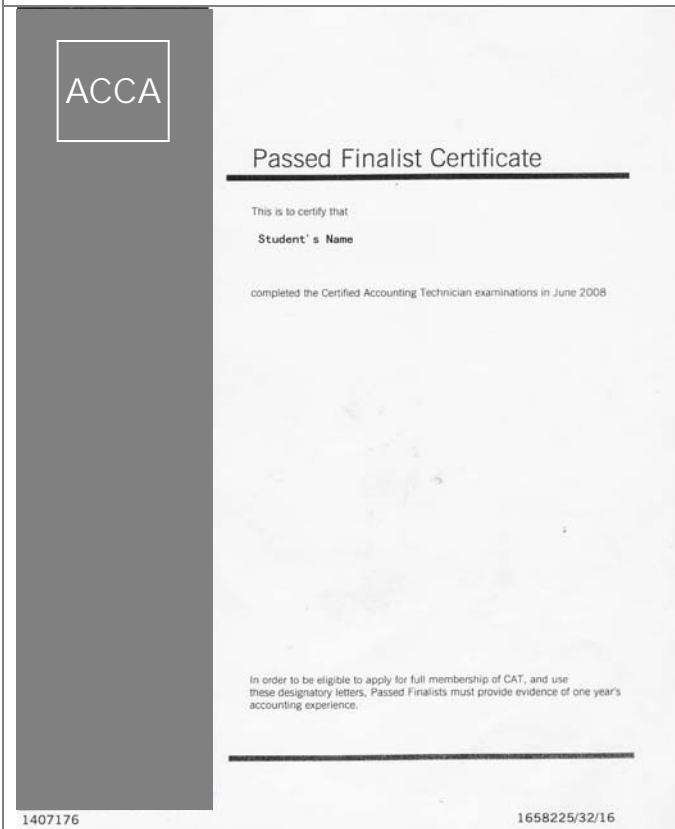 ACCA
Passed Finalist Certificate
This is to certify that
Student's Name
completed the Certified Accounting Technician examinations in June 2008
In order to be eligible to apply for full membership of CAT, and use
these designatory letters, Passed Finalists must provide evidence of one year's
accounting experience.
1407176
1658225/32/16